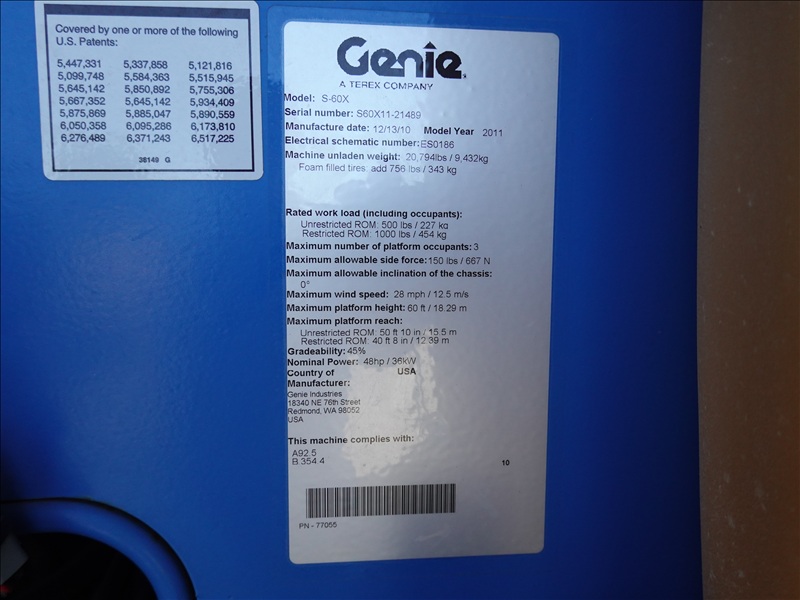 Covered by one or more of the following
U.S. Patents:
5,447,331 5,337,858 5,121,816
5,099,748 5,584,363 5,515,945
5,645,142 5,850,892 5,755,306
5,667,352 5,645,142 5,934,409
5,875,869 5,885,047 5,890,559
6,050,358 6,095,286 6,173,810
6,276,489 6,371,243 6,517,225
38149 G
Genie
A TEREX COMPANY
Model: S-60X
Serial number: S60X11-21489
Manufacture date: 12/13/10 Model Year 2011
Electrical schematic number: ES0186
Machine unladen weight: 20,794lbs / 9,432kg
Foam filled tires: add 756 lbs / 343 kg
Rated work load (including occupants):
Unrestricted ROM: 500 lbs / 227 kg
Restricted ROM: 1000 lbs / 454 kg
Maximum number of platform occupants: 3
Maximum allowable side force: 150 lbs / 667 N
Maximum allowable inclination of the chassis:
0°
Maximum wind speed: 28 mph / 12.5 m/s
Maximum platform height: 60 ft / 18.29 m
Maximum platform reach:
Unrestricted ROM: 50 ft 10 in / 15.5 m
Restricted ROM: 40 ft 8 in / 12.39 m
Gradeability: 45%
Nominal Power: 48hp / 36kW
Country of USA
Manufacturer:
Genie Industries
18340 NE 76th Street
Redmond, WA 98052
USA
This machine complies with:
A92.5
B 354.4
10
PN - 77055